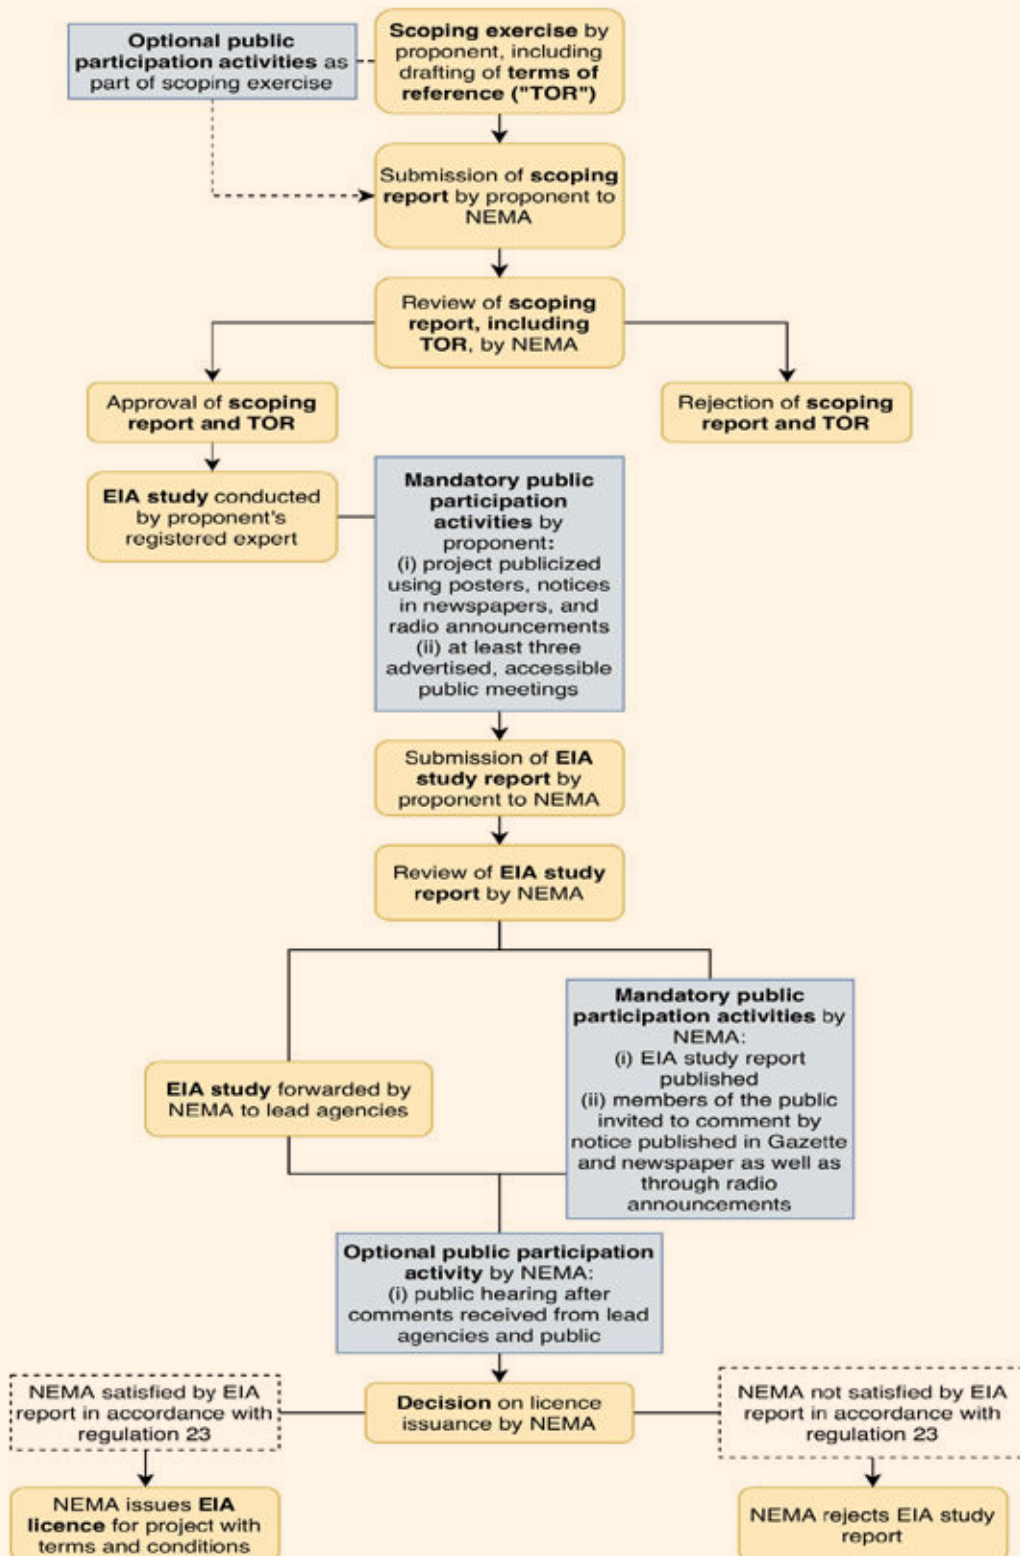 Optional public
participation activities as
part of scoping exercise
Scoping exercise by
proponent, including
drafting of terms of
reference ("TOR")
Submission of scoping
report by proponent to
NEMA
Review of scoping
report, including
TOR, by NEMA
Approval of scoping
report and TOR
Rejection of scoping
report and TOR
EIA study conducted
by proponent's
registered expert
Mandatory public
participation
activities by
proponent:
(i) project publicized
using posters, notices
in newspapers, and
radio announcements
(ii) at least three
advertised, accessible
public meetings
Submission of EIA
study report by
proponent to NEMA
Review of EIA study
report by NEMA
EIA study forwarded by
NEMA to lead agencies
Mandatory public
participation activities by
NEMA:
(i) EIA study report
published
(ii) members of the public
invited to comment by
notice published in Gazette
and newspaper as well as
through radio
announcements
Optional public participation
activity by NEMA:
(i) public hearing after
comments received from lead
agencies and public
NEMA satisfied by EIA
report in accordance with
regulation 23
Decision on licence
issuance by NEMA
NEMA not satisfied by EIA
report in accordance with
regulation 23
NEMA issues EIA
licence for project with
terms and conditions
NEMA rejects EIA study
report